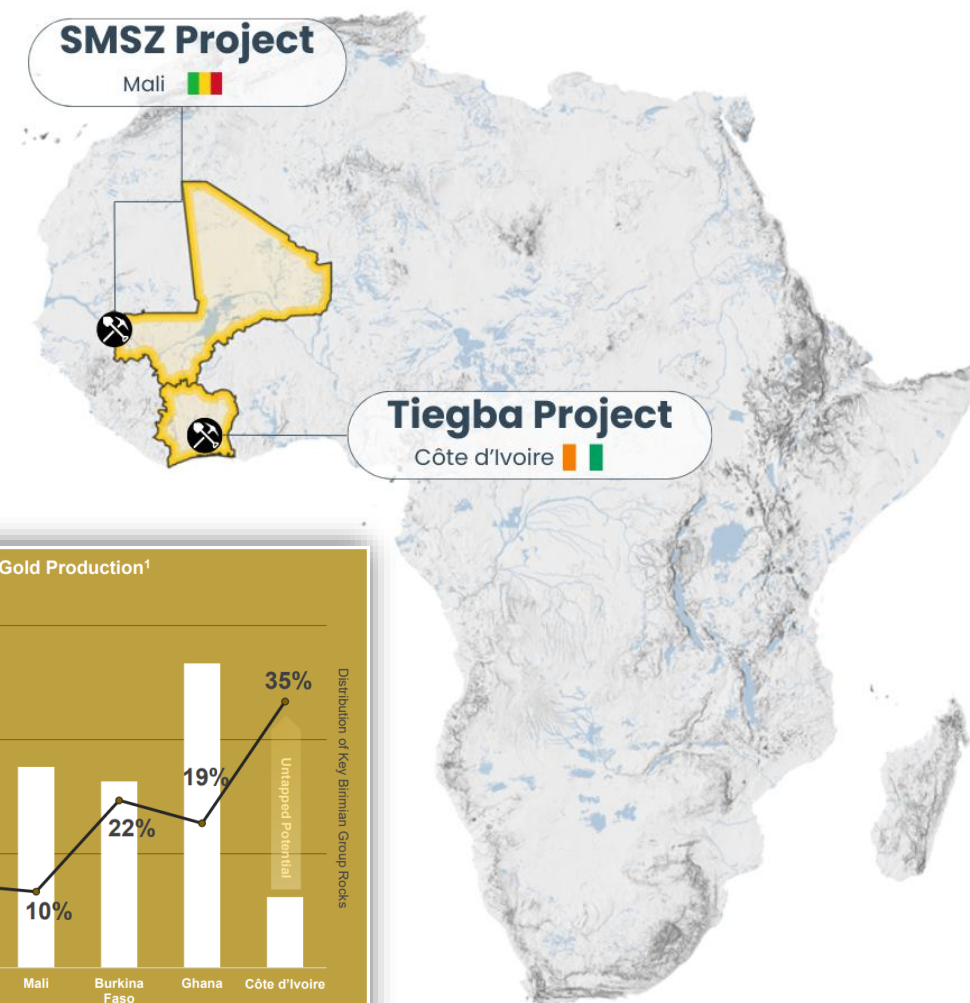 SMSZ Project
Mali
Tiegba Project
Côte d'Ivoire
Gold Production¹
35%
19%
22%
10%
Untapped Potential
Distribution of Key Birimian Group Rocks
Mali
Burkina
Faso
Ghana
Côte d'Ivoire